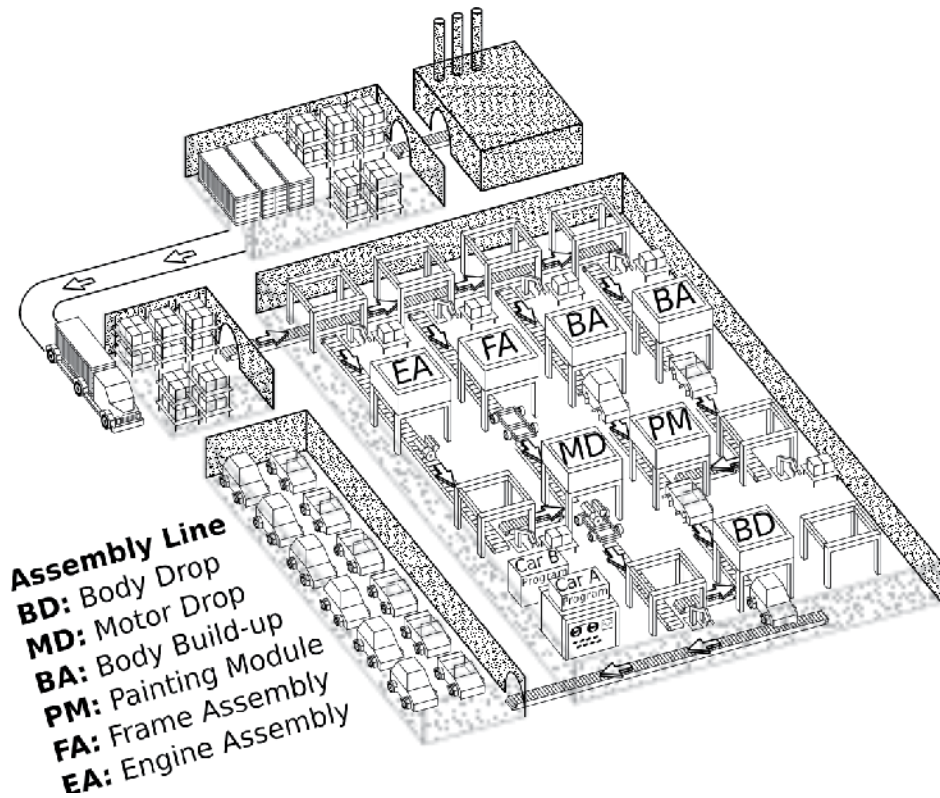 BA
BA
FA
EA
PM
MD
BD
Car B
Program
Car A
Program
Assembly Line
BD: Body Drop
MD: Motor Drop
BA: Body Build-up
PM: Painting Module
FA: Frame Assembly
EA: Engine Assembly